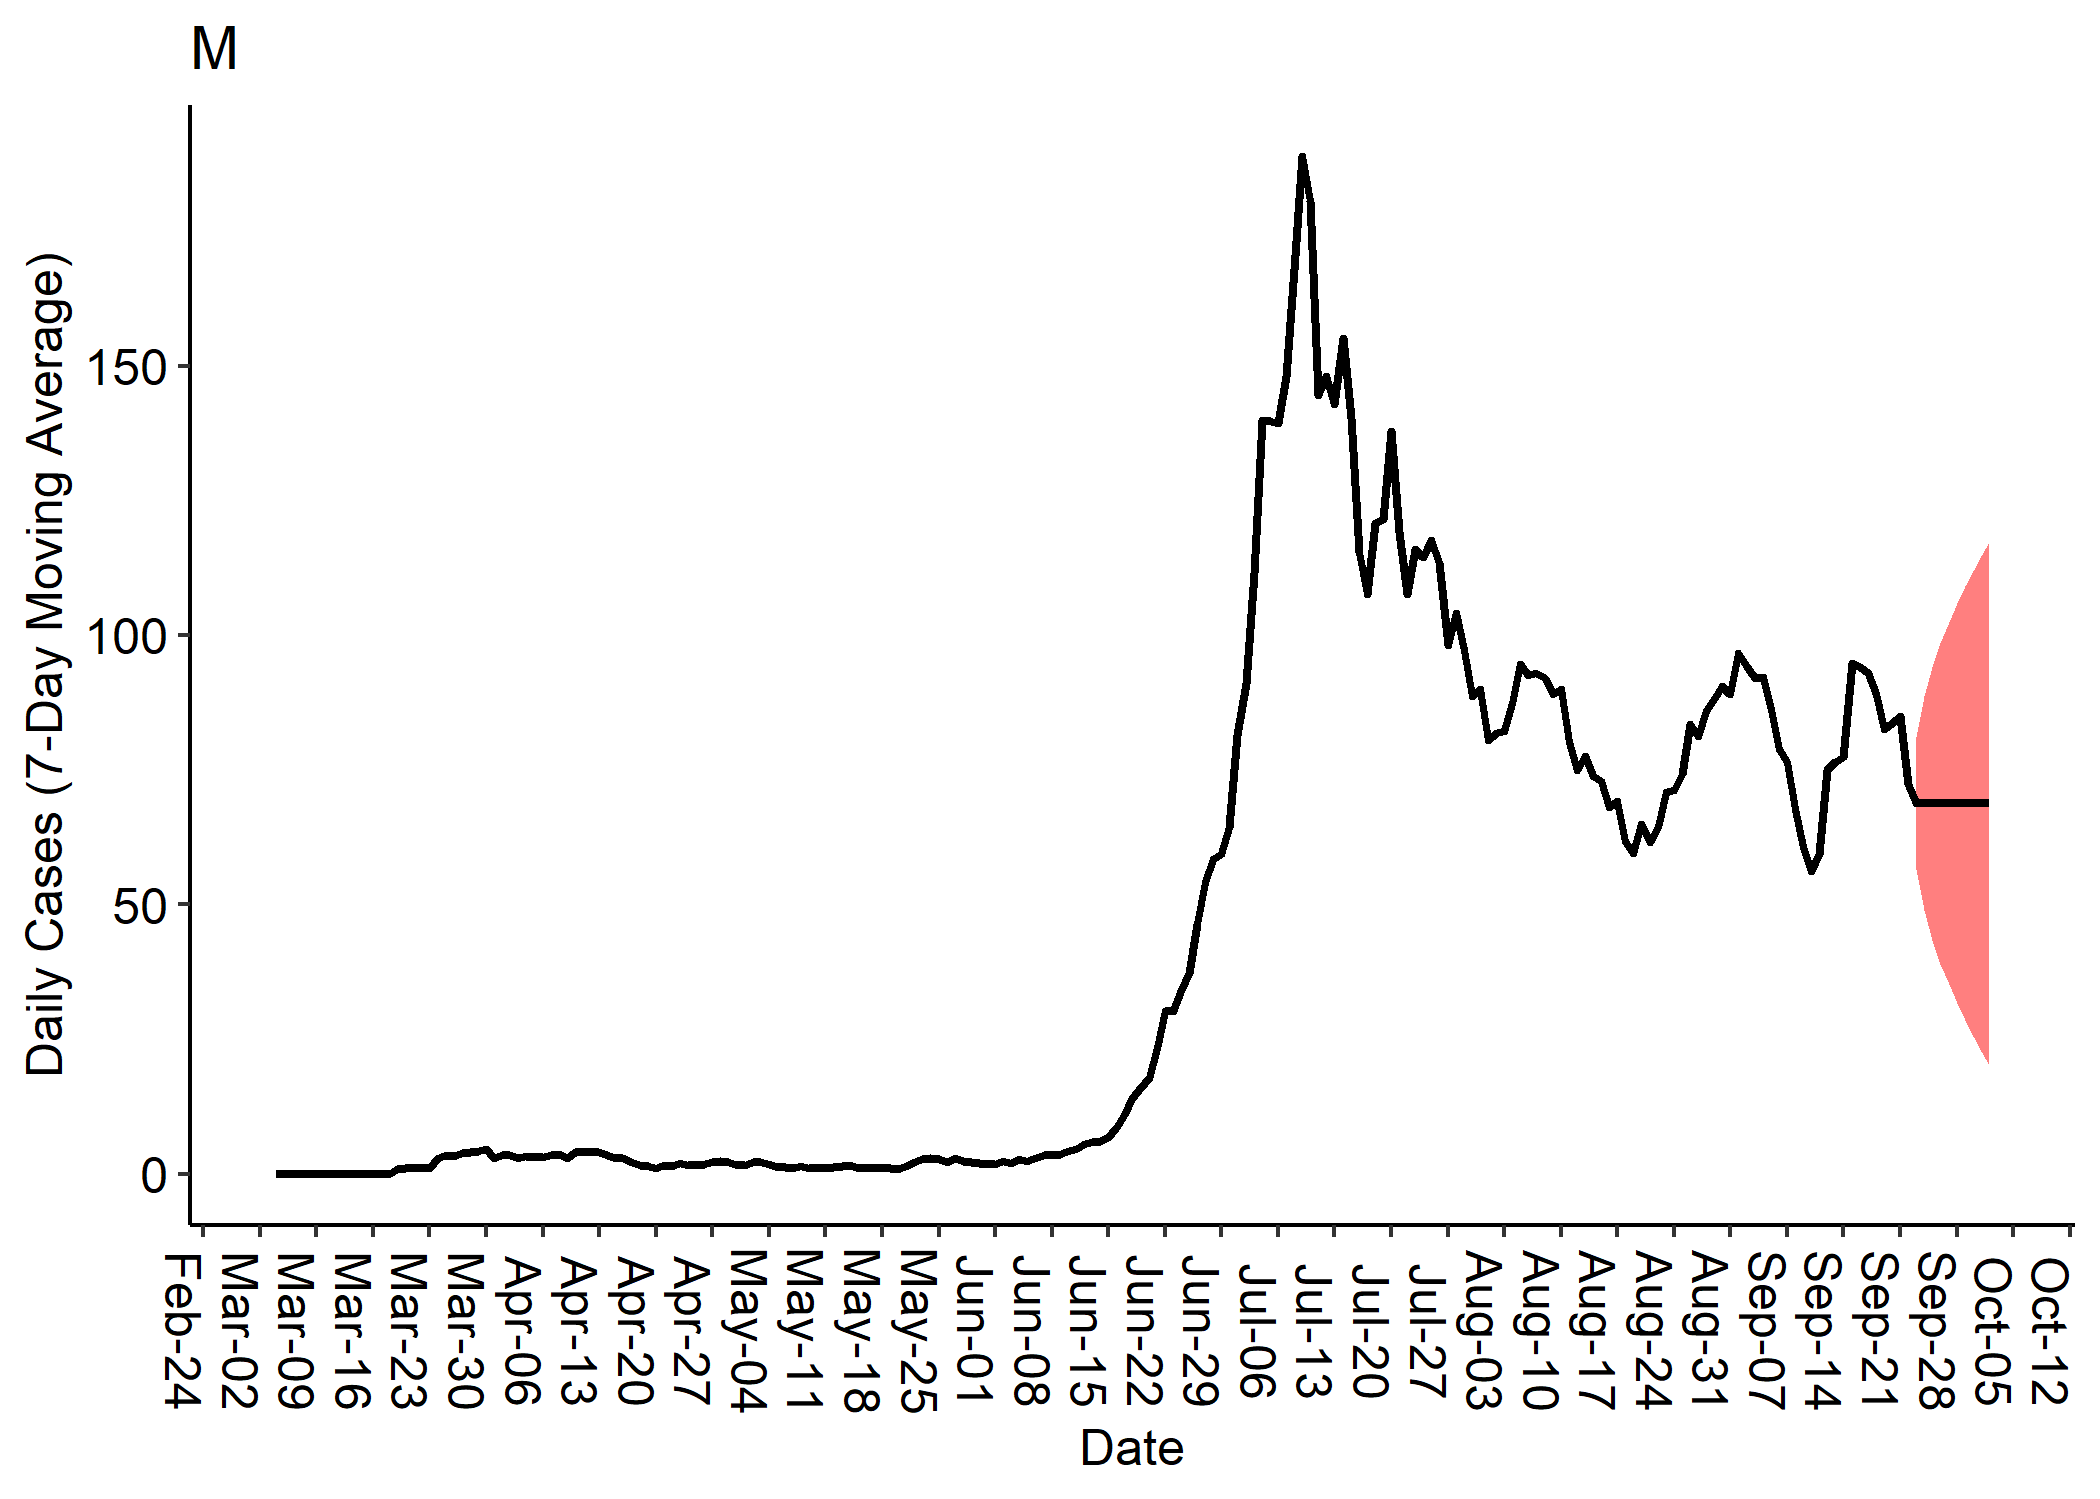 M
Daily Cases (7-Day Moving Average)
150
100
50
0
Feb-24
Mar-02
Mar-09
Mar-16
Mar-23
Mar-30
Apr-06
Apr-13
Apr-20
Apr-27
May-04
May-11
May-18
May-25
Jun-01
Jun-08
Jun-15
Jun-22
Jun-29
Jul-06
Jul-13
Jul-20
Jul-27
Aug-03
Aug-10
Aug-17
Aug-24
Aug-31
Sep-07
Sep-14
Sep-21
Sep-28
Oct-05
Oct-12
Date